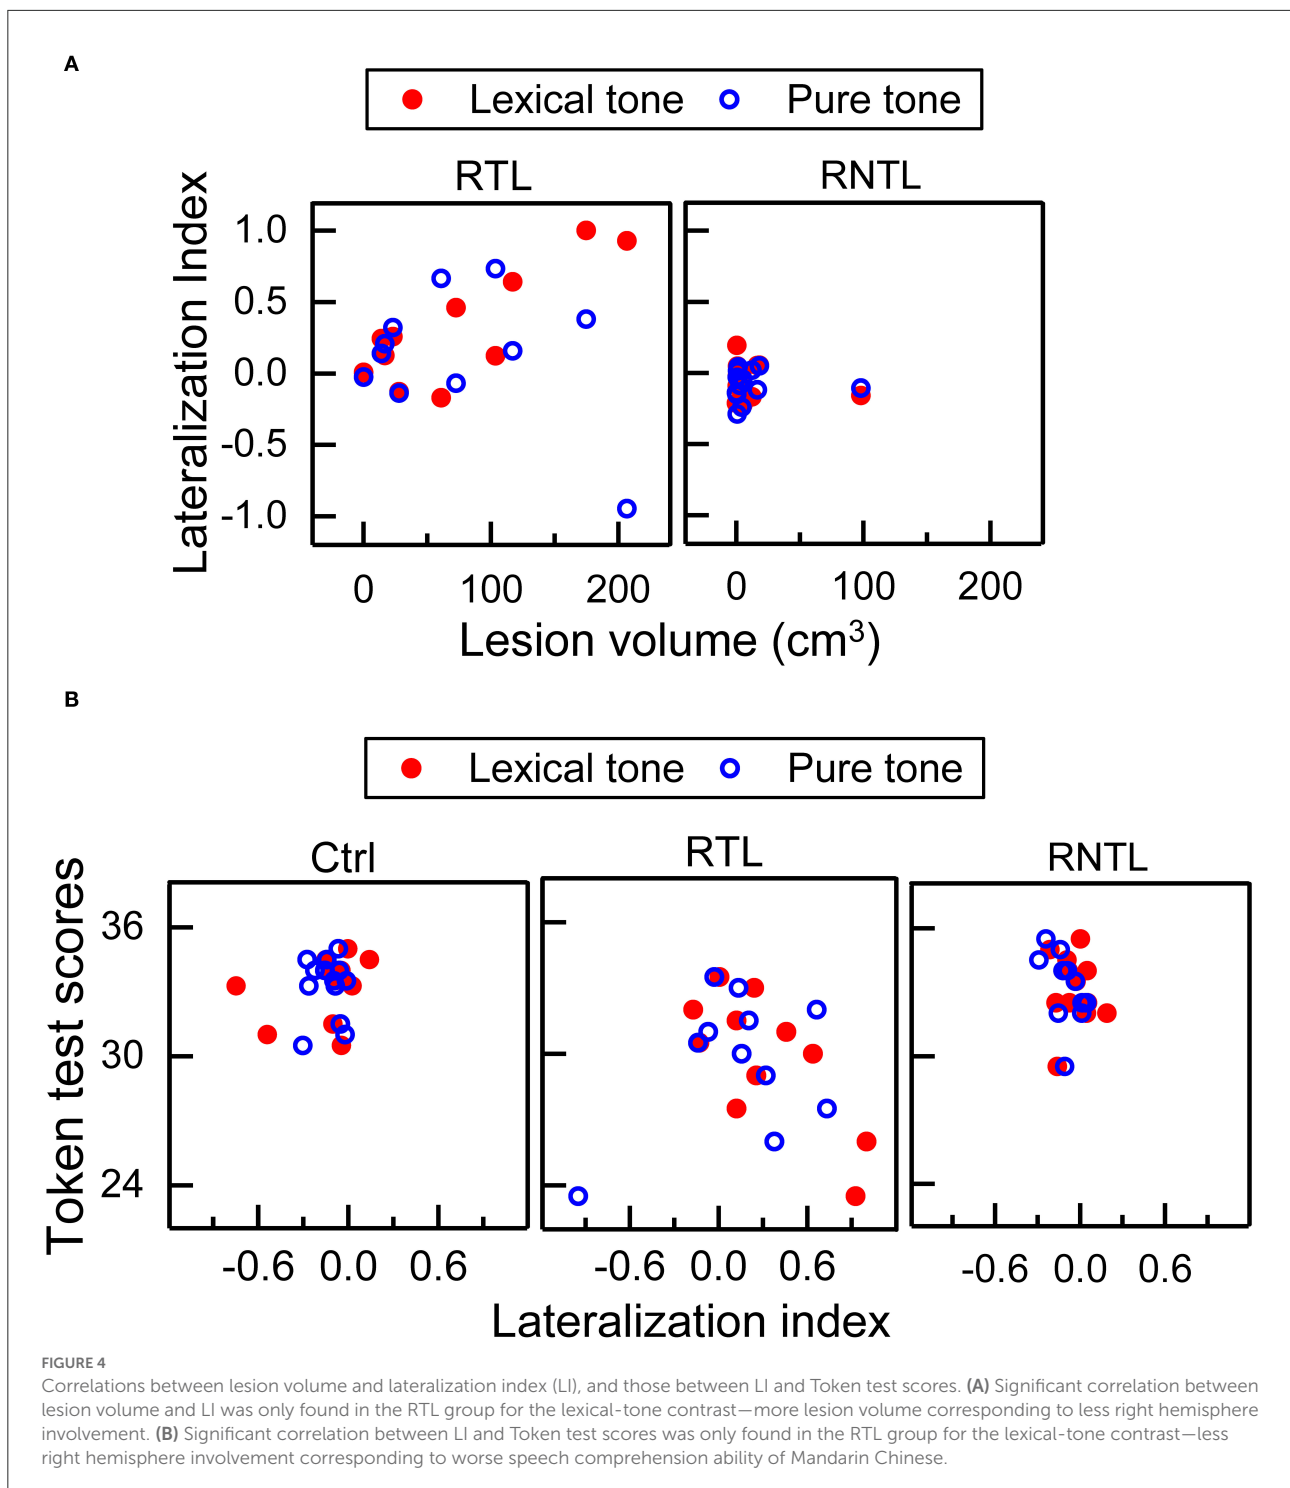 A
Lexical tone Pure tone
RTL RNTL
Lateralization Index
1.0
0.5
0.0
-0.5
-1.0
0 100 200 0 100 200
Lesion volume (cm³)
B
Lexical tone Pure tone
Ctrl RTL RNTL
Token test scores
36
30
24
-0.6 0.0 0.6 -0.6 0.0 0.6 -0.6 0.0 0.6
Lateralization index
FIGURE 4
Correlations between lesion volume and lateralization index (LI), and those between LI and Token test scores. (A) Significant correlation between
lesion volume and LI was only found in the RTL group for the lexical-tone contrast—more lesion volume corresponding to less right hemisphere
involvement. (B) Significant correlation between LI and Token test scores was only found in the RTL group for the lexical-tone contrast—less
right hemisphere involvement corresponding to worse speech comprehension ability of Mandarin Chinese.